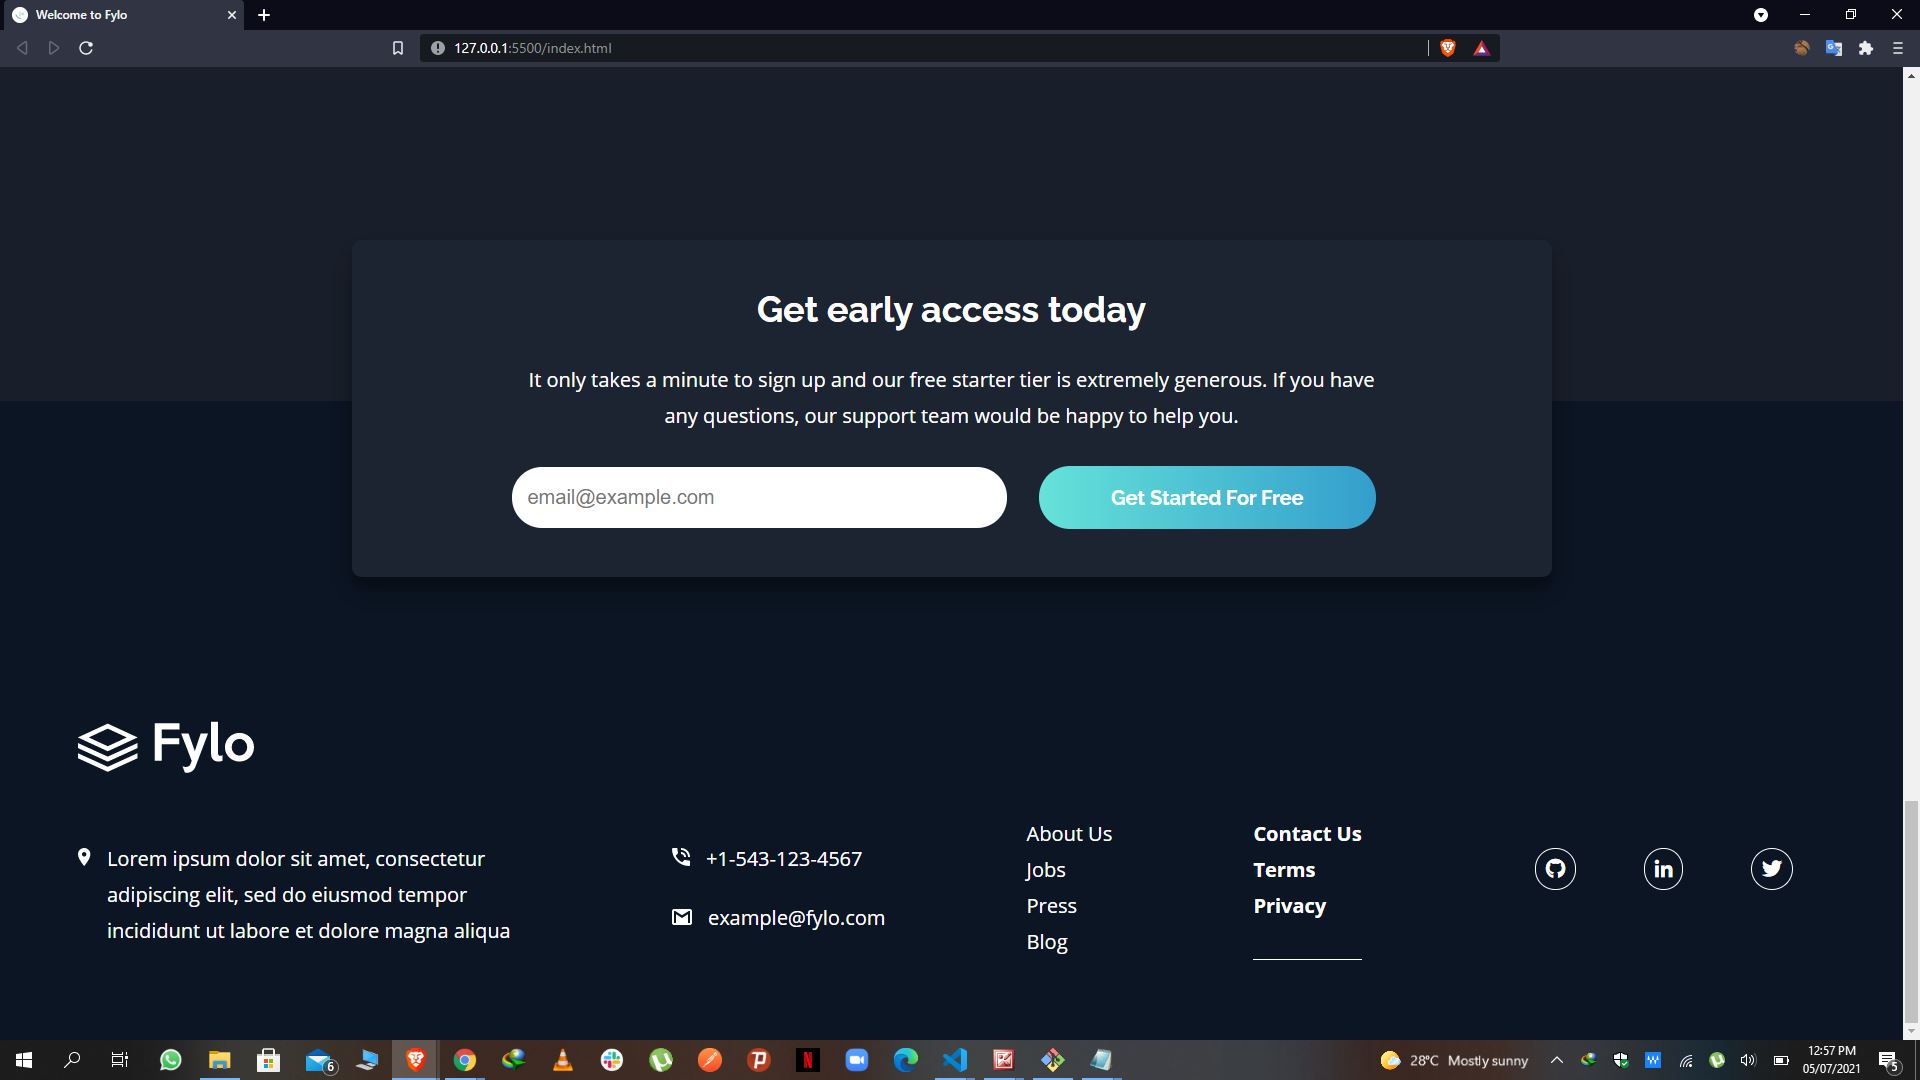 Welcome to Fylo
127.0.0.1:5500/index.html
Get early access today
It only takes a minute to sign up and our free starter tier is extremely generous. If you have
any questions, our support team would be happy to help you.
email@example.com
Get Started For Free
Fylo
Lorem ipsum dolor sit amet, consectetur
adipiscing elit, sed do eiusmod tempor
incididunt ut labore et dolore magna aliqua
+1-543-123-4567
example@fylo.com
About Us
Jobs
Press
Blog
Contact Us
Terms
Privacy
in
6
28°C Mostly sunny
12:57 PM
05/07/2021
5